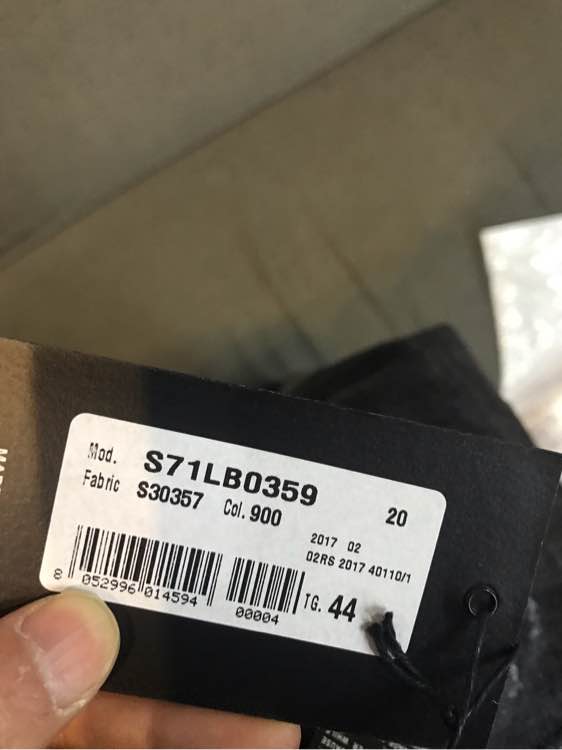 Mod. S71LB0359
Fabric S30357 Col. 900 20
2017 02
02RS 2017 40110/1
8 052996 014594 00004 TG. 44